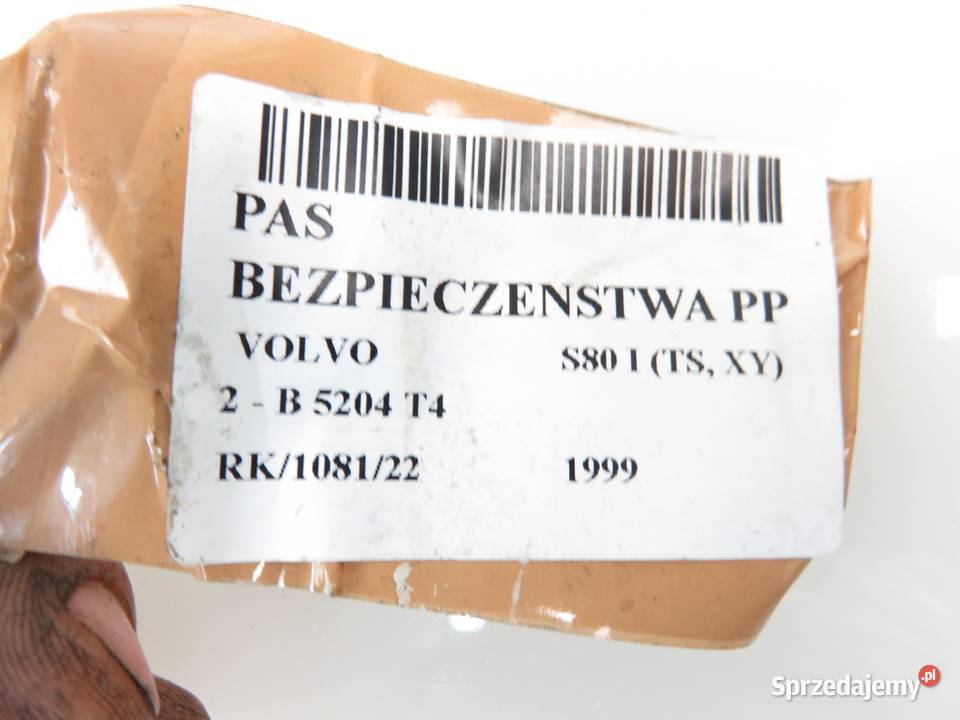 PAS
BEZPIECZENSTWA PP
VOLVO S80 I (TS, XY)
2 - B 5204 T4
RK/1081/22 1999
Sprzedajemy.pl